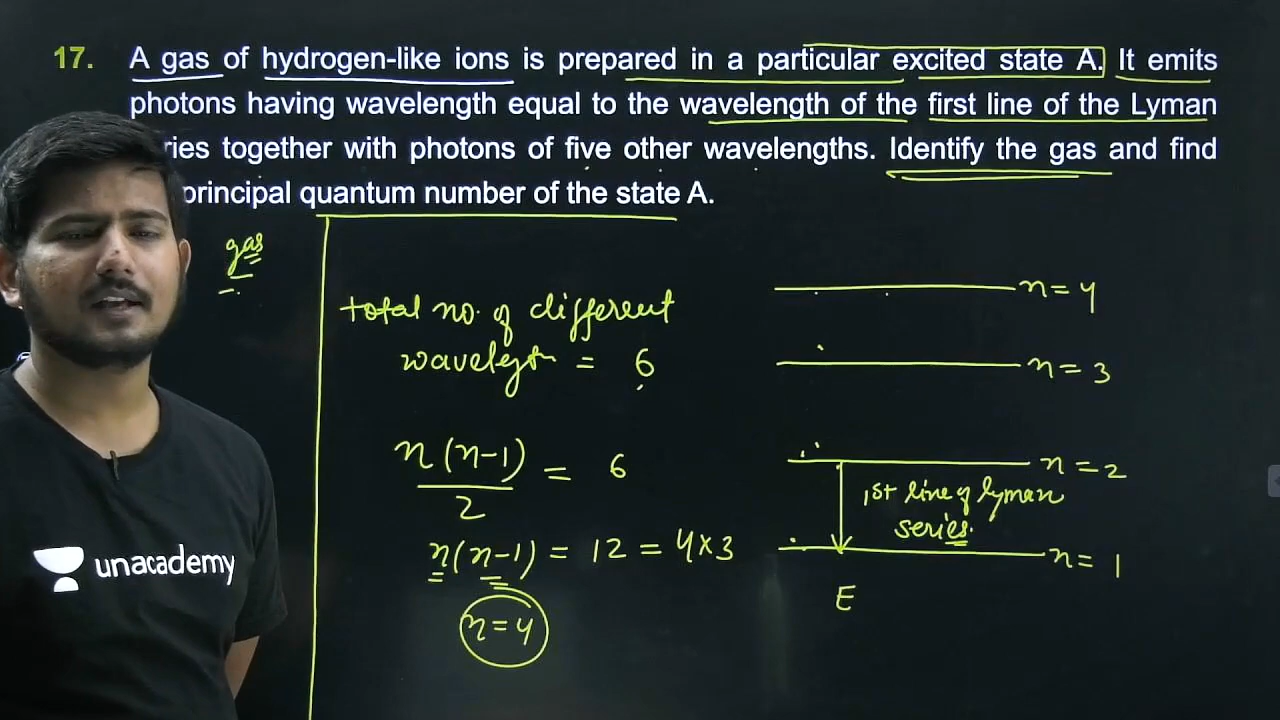 17. A gas of hydrogen-like ions is prepared in a particular excited state A. It emits
photons having wavelength equal to the wavelength of the first line of the Lyman
ries together with photons of five other wavelengths. Identify the gas and find
principal quantum number of the state A.
gas
total no. of different
wavelegth = 6
n(n-1)
2
= 6
n(n-1) = 12 = 4x3
n=4
n=4
n=3
n=2
1st line of lyman
series.
n=1
E
unacademy